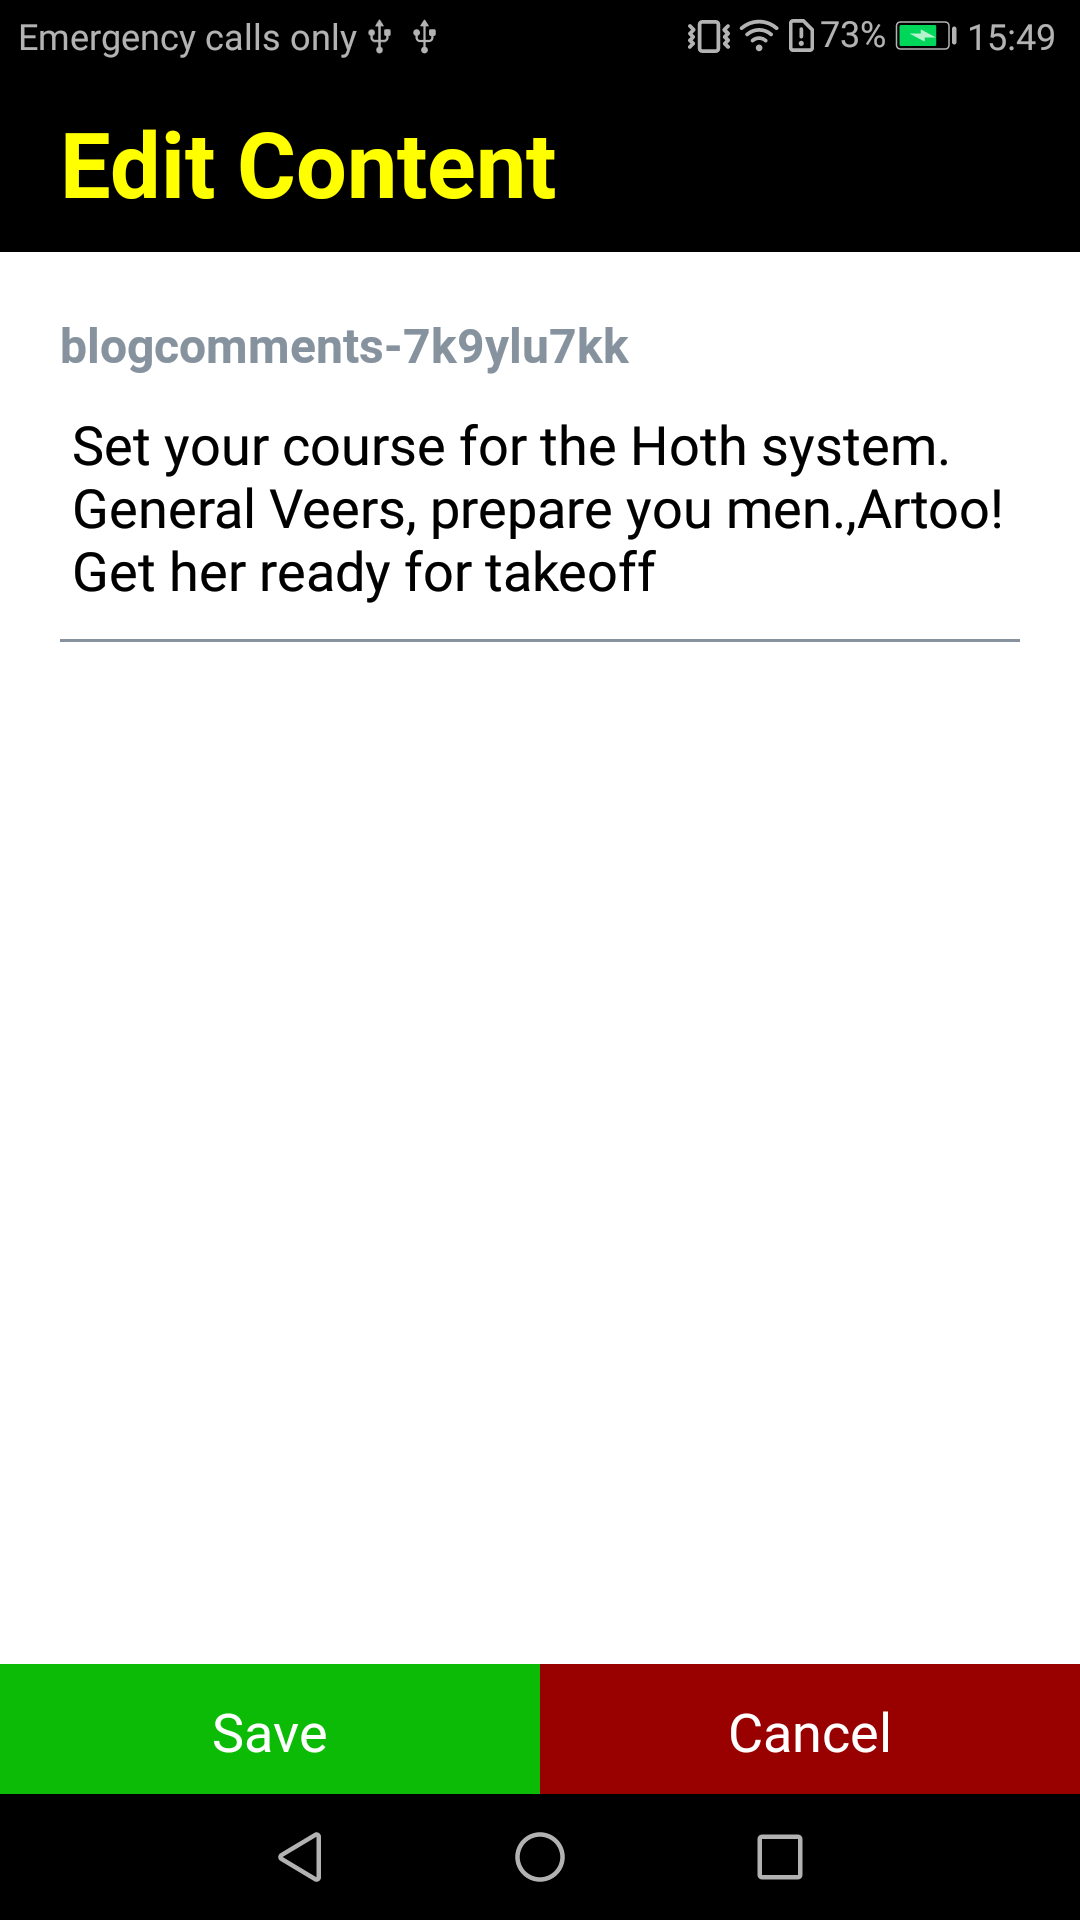 Emergency calls only
73%
15:49
Edit Content
blogcomments-7k9ylu7kk
Set your course for the Hoth system.
General Veers, prepare you men.,Artoo!
Get her ready for takeoff
Save
Cancel